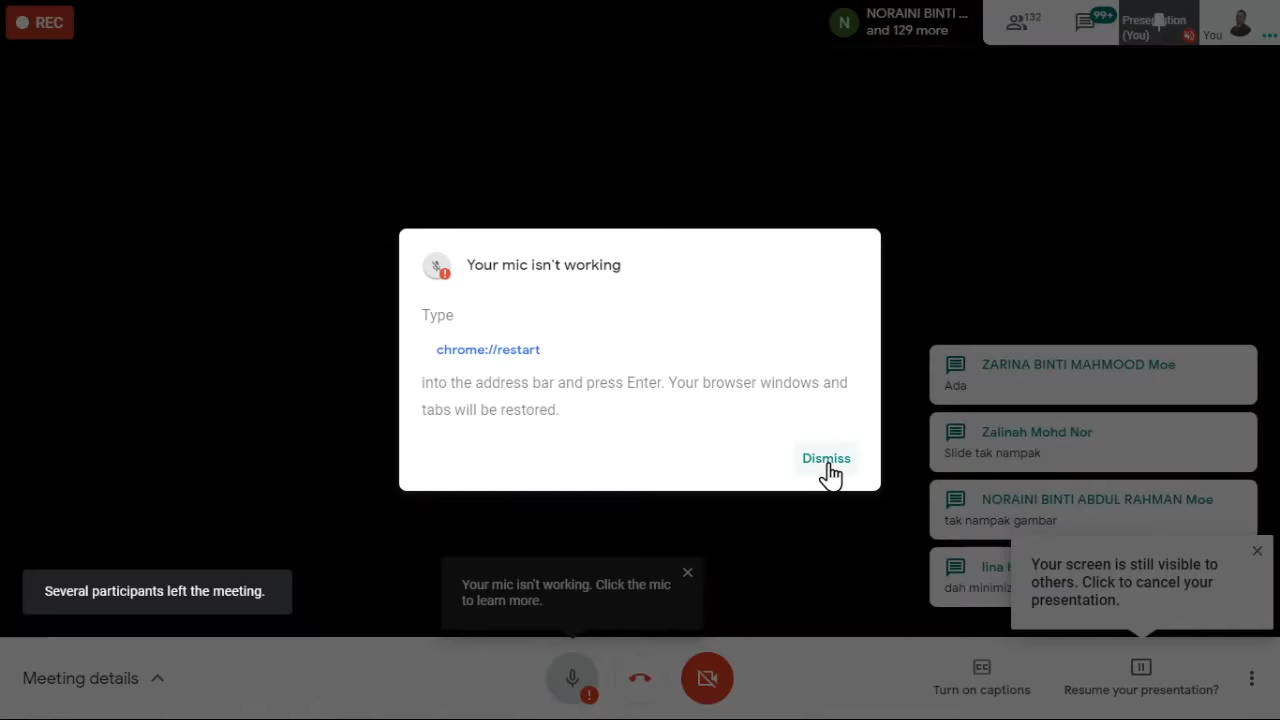 REC
N
NORAINI BINTI ...
and 129 more
132
99+
(You)
You
Your mic isn't working
Type
chrome://restart
into the address bar and press Enter. Your browser windows and
tabs will be restored.
Dismiss
ZARINA BINTI MAHMOOD Moe
Ada
Zalinah Mohd Nor
Slide tak nampak
NORAINI BINTI ABDUL RAHMAN Moe
tak nampak gambar
dah minimiz
Your screen is still visible to
others. Click to cancel your
presentation.
Several participants left the meeting.
Your mic isn't working. Click the mic
to learn more.
Meeting details
CC
Turn on captions
Resume your presentation?